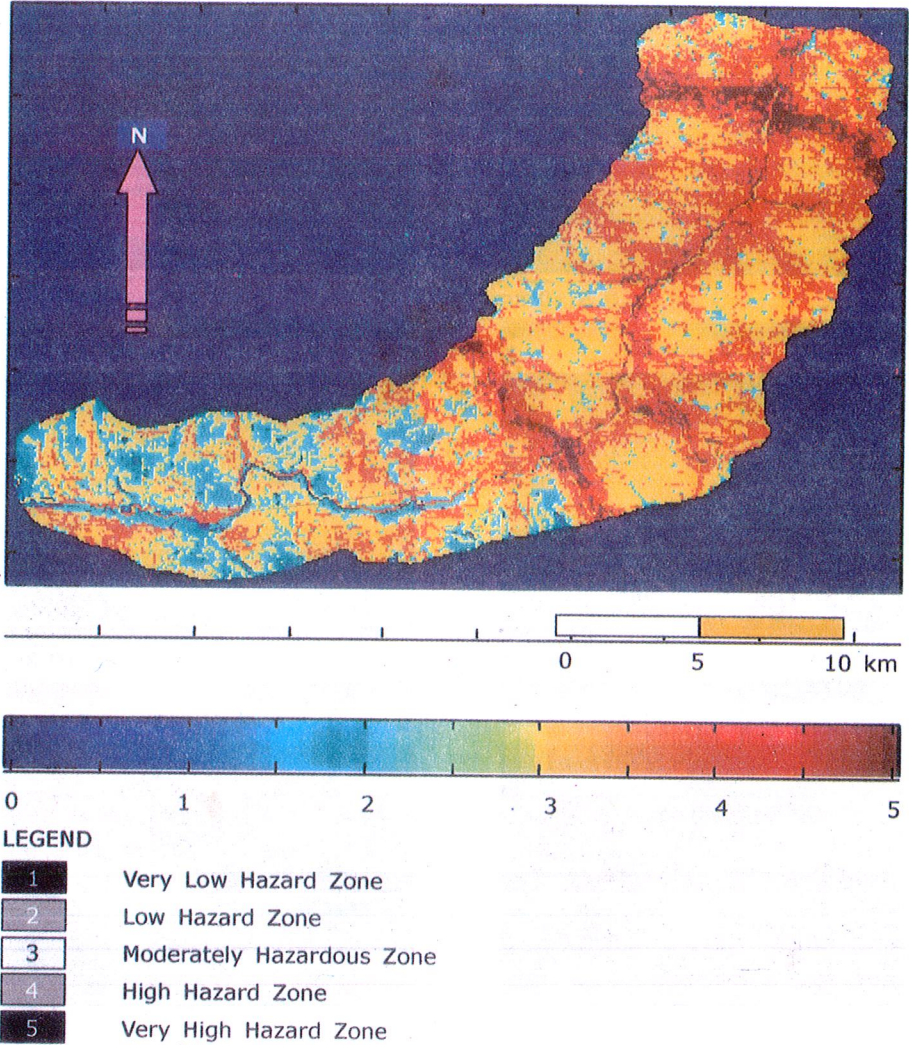 N
0 5 10 km
0 1 2 3 4 5
LEGEND
1 Very Low Hazard Zone
2 Low Hazard Zone
3 Moderately Hazardous Zone
4 High Hazard Zone
5 Very High Hazard Zone